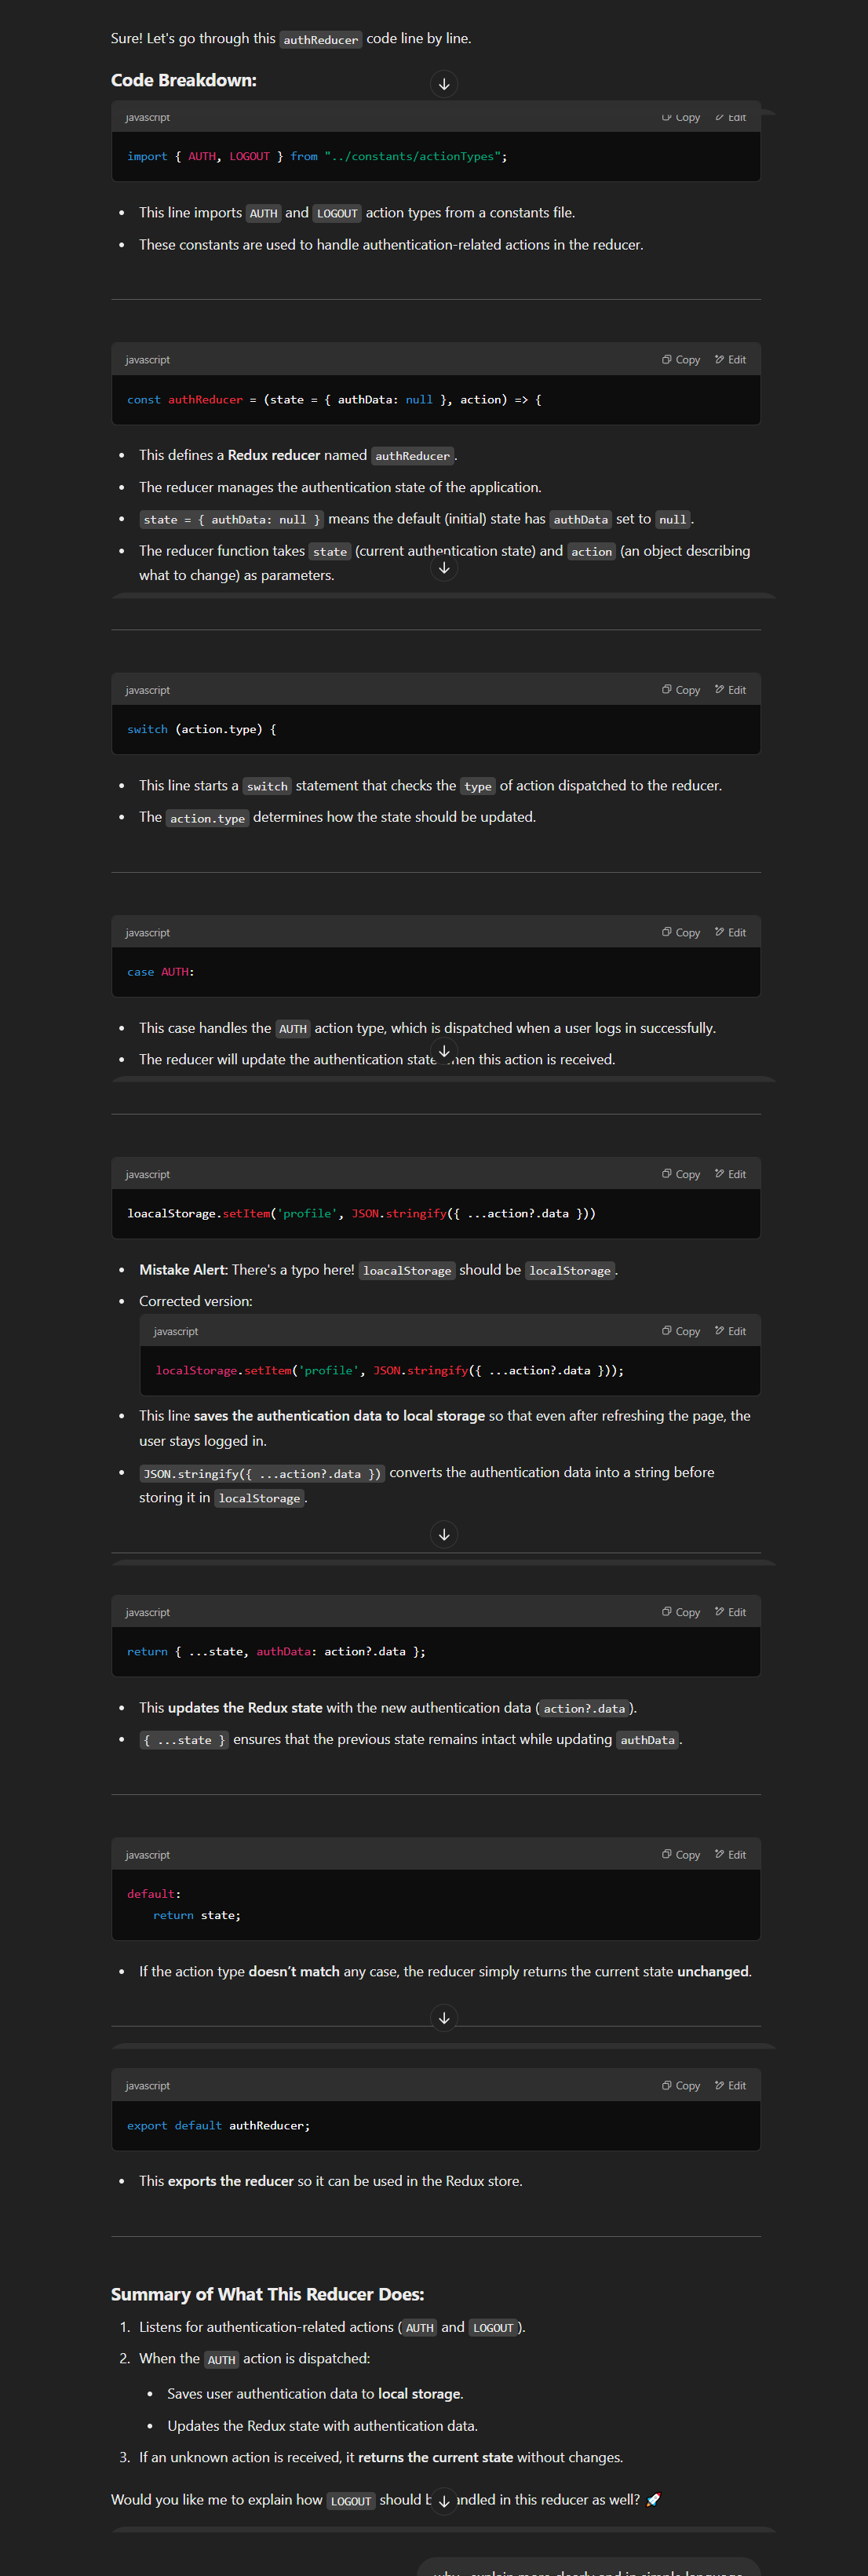 Sure! Let's go through this authReducer code line by line.
Code Breakdown:
javascript Copy Edit
import { AUTH, LOGOUT } from "../constants/actionTypes";
This line imports AUTH and LOGOUT action types from a constants file.
These constants are used to handle authentication-related actions in the reducer.
javascript Copy Edit
const authReducer = (state = { authData: null }, action) => {
This defines a Redux reducer named authReducer.
The reducer manages the authentication state of the application.
state = { authData: null } means the default (initial) state has authData set to null.
The reducer function takes state (current authentication state) and action (an object describing
what to change) as parameters.
javascript Copy Edit
switch (action.type) {
This line starts a switch statement that checks the type of action dispatched to the reducer.
The action.type determines how the state should be updated.
javascript Copy Edit
case AUTH:
This case handles the AUTH action type, which is dispatched when a user logs in successfully.
The reducer will update the authentication state when this action is received.
javascript Copy Edit
loacalStorage.setItem('profile', JSON.stringify({ ...action?.data }))
Mistake Alert: There's a typo here! loacalStorage should be localStorage.
Corrected version:
javascript Copy Edit
localStorage.setItem('profile', JSON.stringify({ ...action?.data }));
This line saves the authentication data to local storage so that even after refreshing the page, the
user stays logged in.
JSON.stringify({ ...action?.data }) converts the authentication data into a string before
storing it in localStorage.
javascript Copy Edit
return { ...state, authData: action?.data };
This updates the Redux state with the new authentication data (action?.data).
{ ...state } ensures that the previous state remains intact while updating authData.
javascript Copy Edit
default:
return state;
If the action type doesn’t match any case, the reducer simply returns the current state unchanged.
javascript Copy Edit
export default authReducer;
This exports the reducer so it can be used in the Redux store.
Summary of What This Reducer Does:
1. Listens for authentication-related actions (AUTH and LOGOUT).
2. When the AUTH action is dispatched:
Saves user authentication data to local storage.
Updates the Redux state with authentication data.
3. If an unknown action is received, it returns the current state without changes.
Would you like me to explain how LOGOUT should be handled in this reducer as well? 🚀